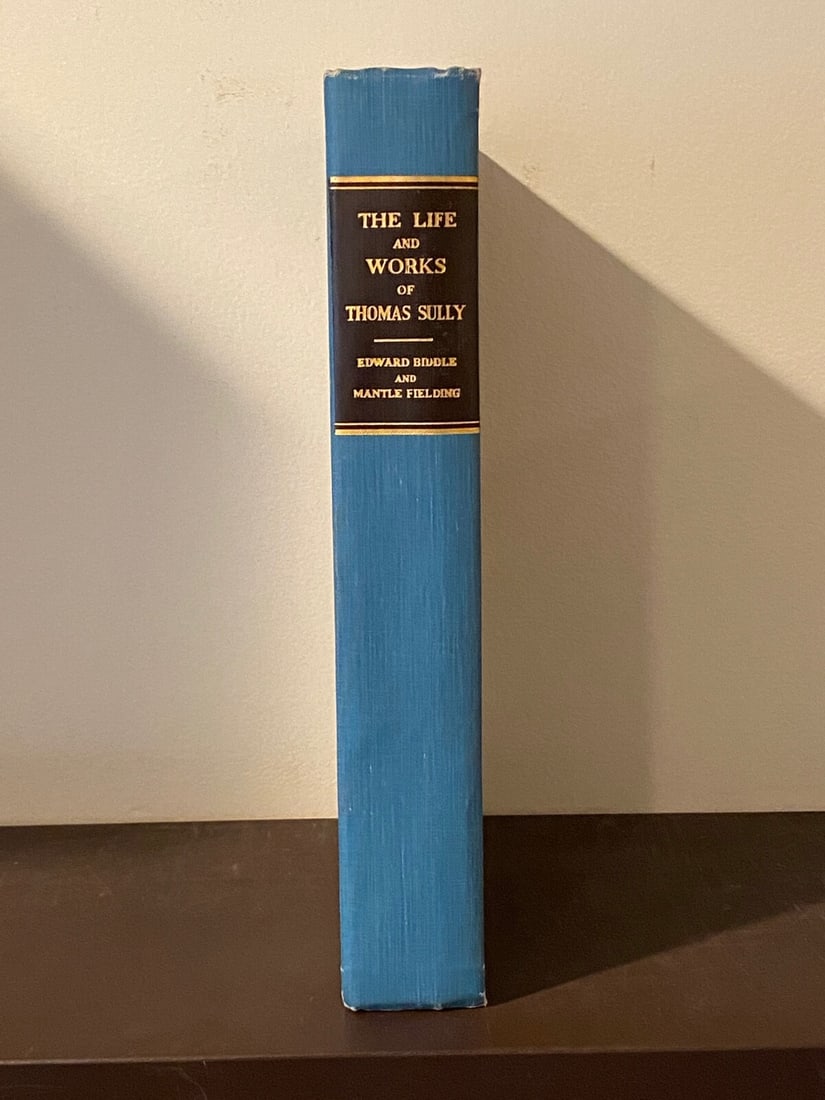 THE LIFE
AND
WORKS
OF
THOMAS SULLY
EDWARD BIDDLE
AND
MANTLE FIELDING